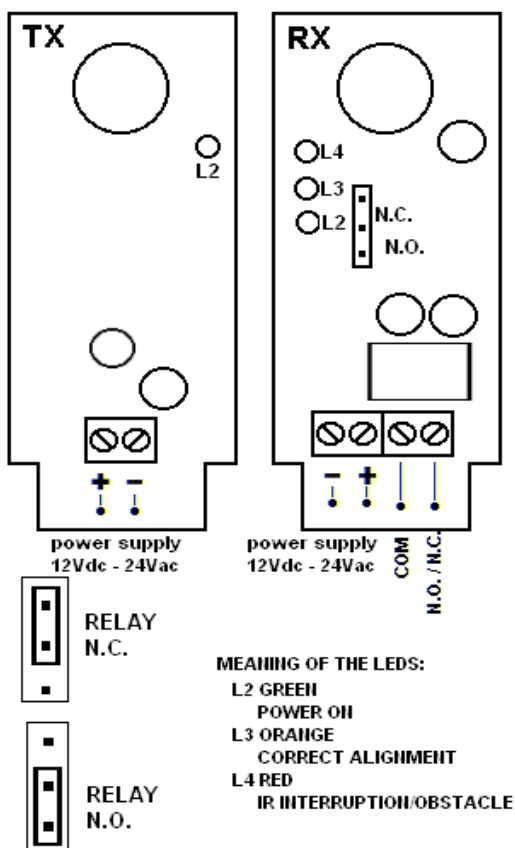 TX
L2
+ -
power supply
12Vdc - 24Vac
RX
L4
L3
L2
N.C.
N.O.
- +
power supply
12Vdc - 24Vac
COM
N.O. / N.C.
RELAY
N.C.
RELAY
N.O.
MEANING OF THE LEDS:
L2 GREEN
POWER ON
L3 ORANGE
CORRECT ALIGNMENT
L4 RED
IR INTERRUPTION/OBSTACLE